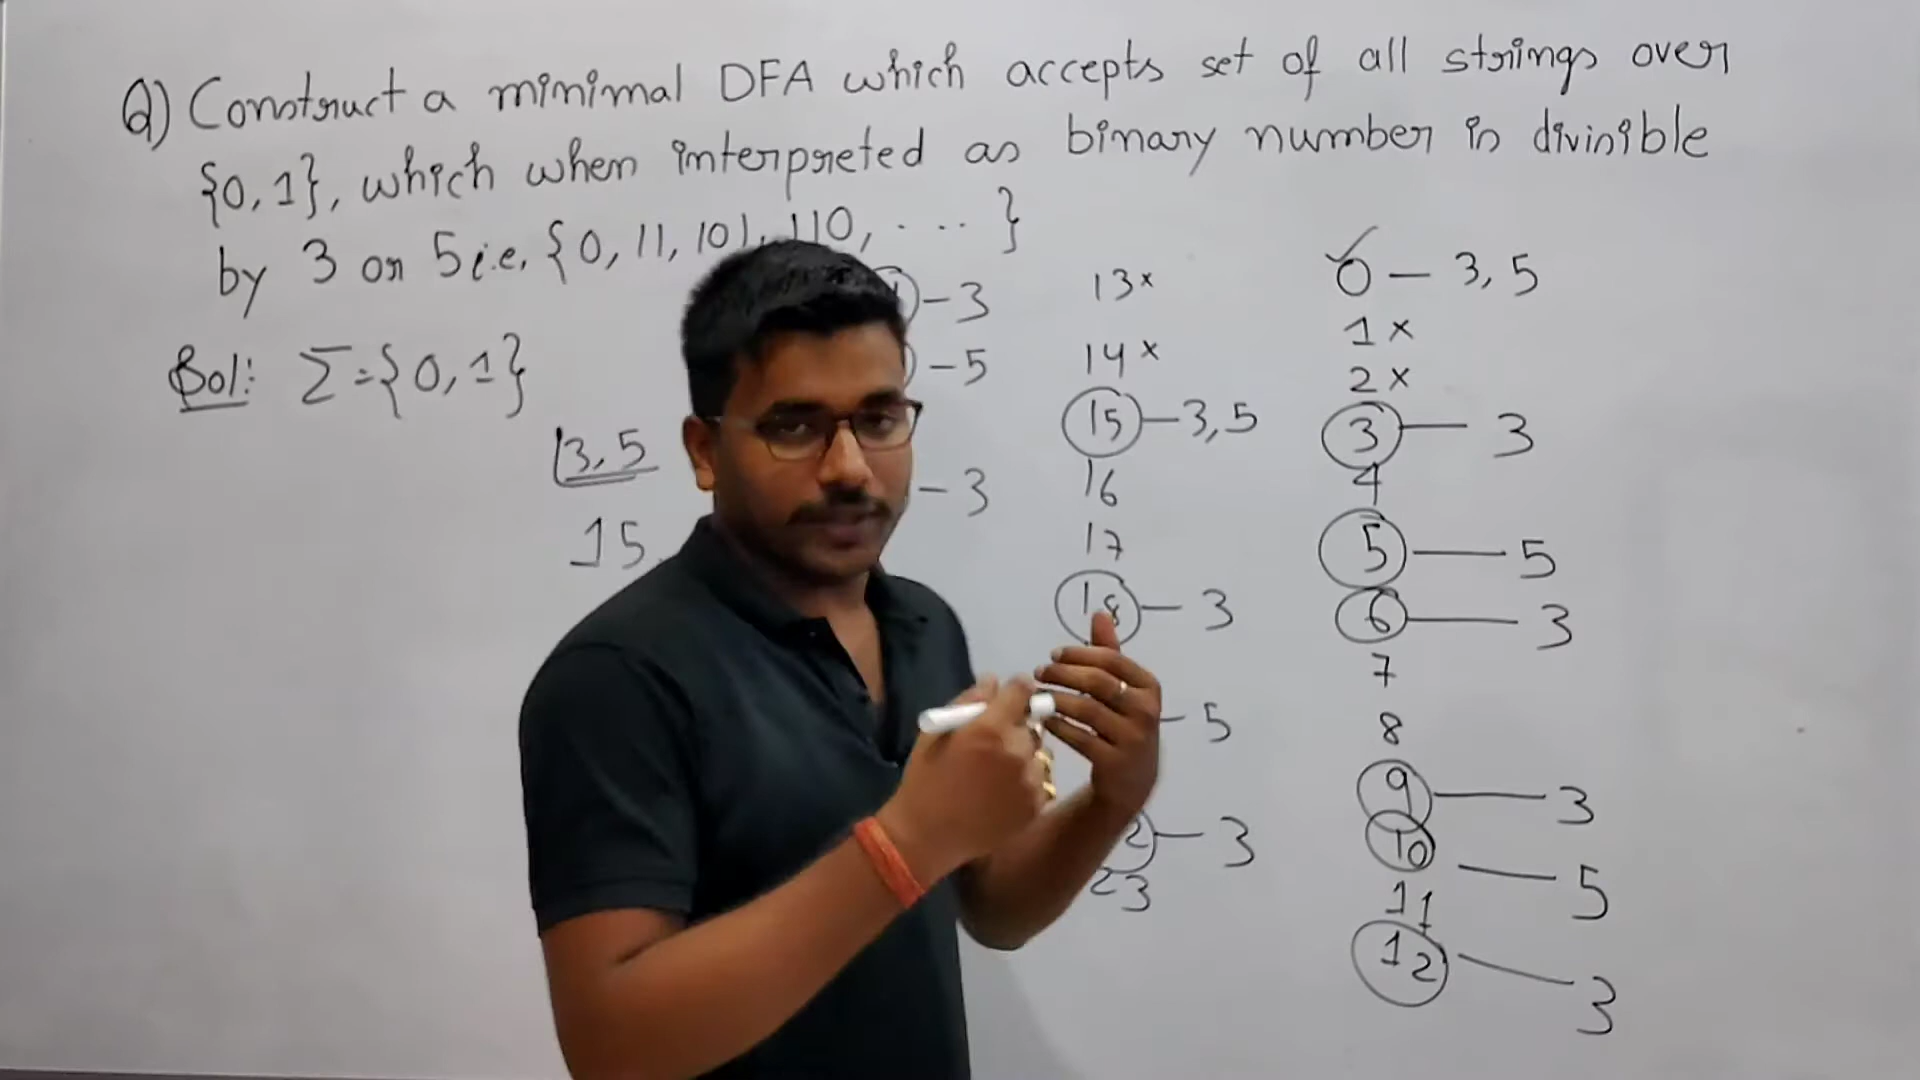 Q) Construct a minimal DFA which accepts set of all strings over
{0, 1}, which when interpreted as binary number is divisible
by 3 or 5 i.e, { 0, 11, 101, 110, .... }
Sol: Σ = {0, 1}
3, 5
15
- 3
- 5
- 3
13 x
14 x
15 - 3, 5
16
17
18 - 3
- 5
- 3
23
0 - 3, 5
1 x
2 x
3 - 3
4
5 - 5
6 - 3
7
8
9 - 3
10 - 5
11
12 - 3